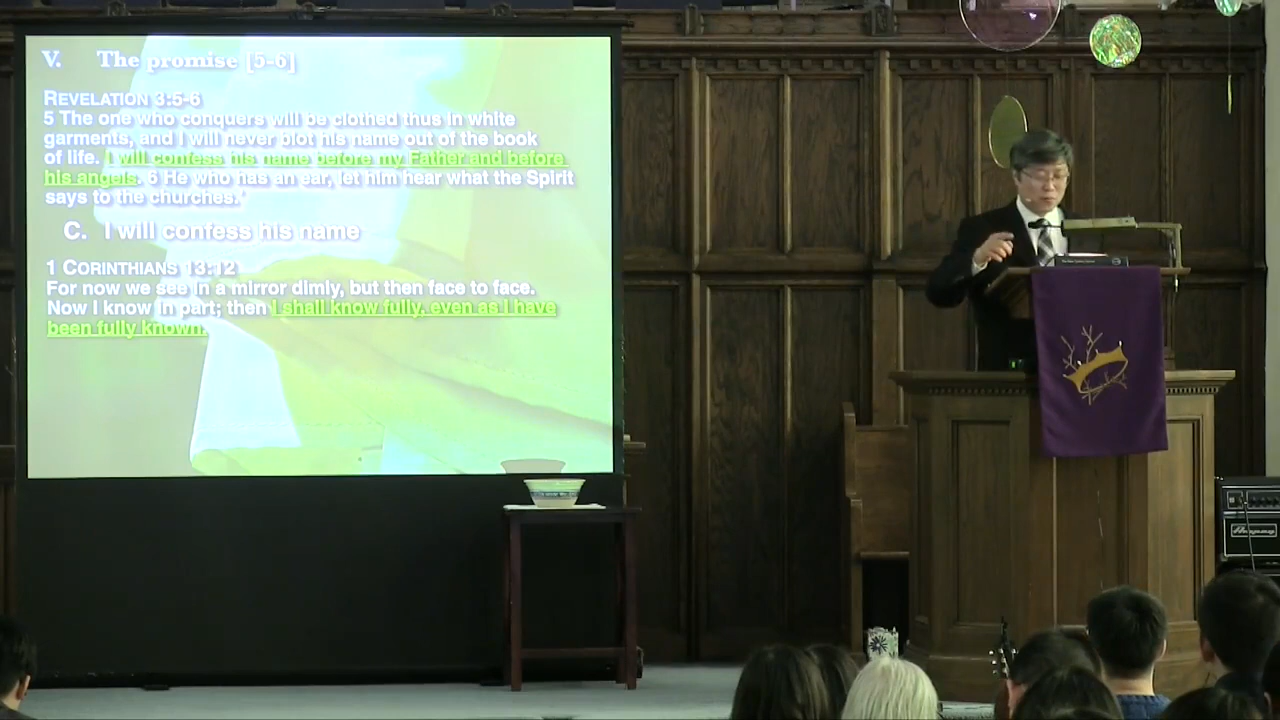 V. The promise [5-6]
REVELATION 3:5-6
5 The one who conquers will be clothed thus in white
garments, and I will never blot his name out of the book
of life. I will confess his name before my Father and before
his angels. 6 He who has an ear, let him hear what the Spirit
says to the churches.'
C. I will confess his name
1 CORINTHIANS 13:12
For now we see in a mirror dimly, but then face to face.
Now I know in part; then I shall know fully, even as I have
been fully known.
Ampeg